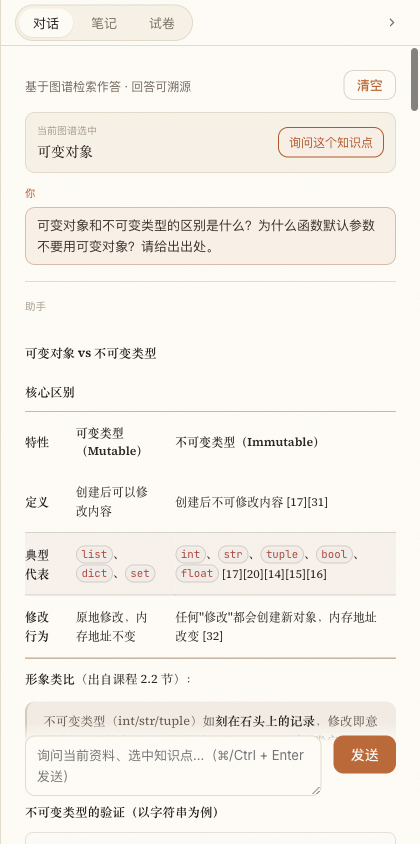 对话 笔记 试卷
基于图谱检索作答 · 回答可溯源 清空
当前图谱选中
可变对象
询问这个知识点
你
可变对象和不可变类型的区别是什么？为什么函数默认参数
不要用可变对象？请给出出处。
助手
可变对象 vs 不可变类型
核心区别
特性 可变类型（Mutable） 不可变类型（Immutable）
定义 创建后可以修改内容 创建后不可修改内容 [17][31]
典型代表 list、dict、set int、str、tuple、bool、float [17][20][14][15][16]
修改行为 原地修改，内存地址不变 任何"修改"都会创建新对象，内存地址改变 [32]
形象类比（出自课程 2.2 节）：
不可变类型（int/str/tuple）如刻在石头上的记录，修改即意
询问当前资料、选中知识点...（⌘/Ctrl + Enter
发送）
发送
不可变类型的验证（以字符串为例）